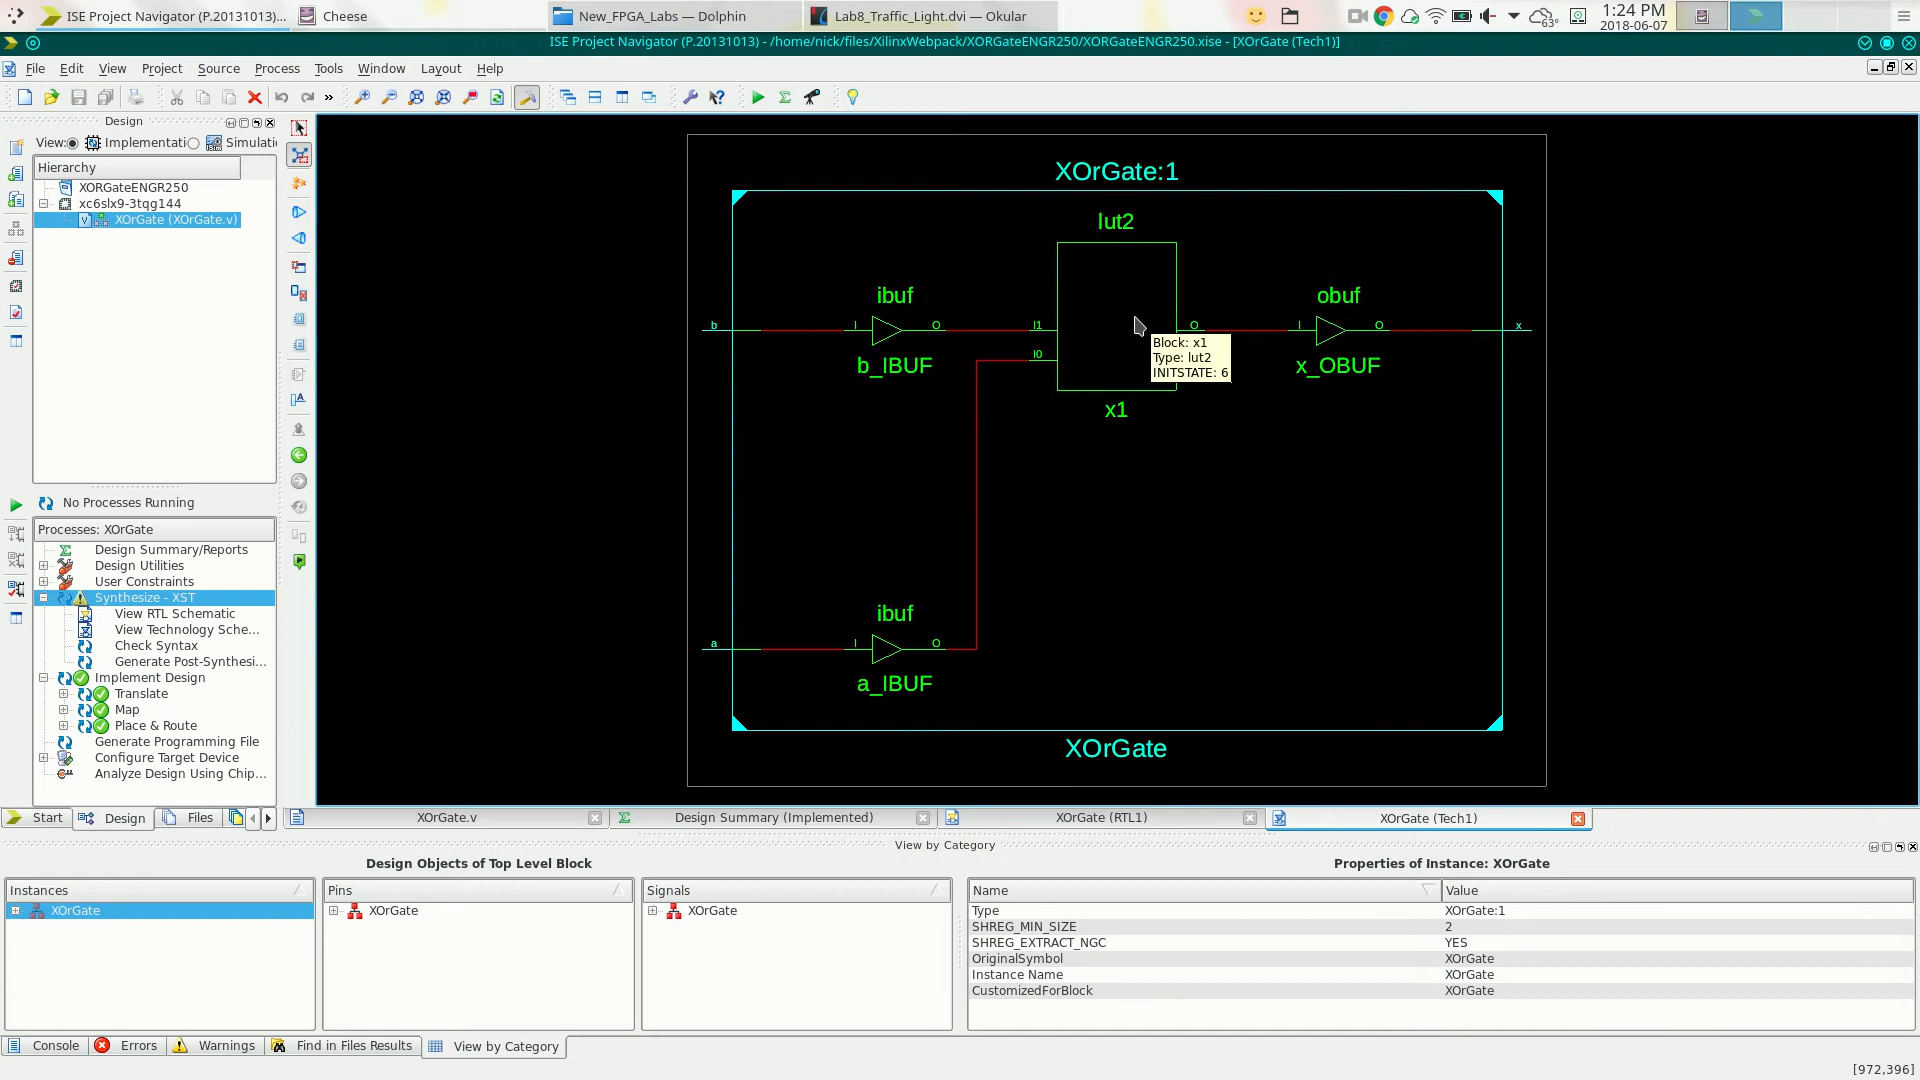 ISE Project Navigator (P.20131013)...
Cheese
New_FPGA_Labs — Dolphin
Lab8_Traffic_Light.dvi — Okular
63°
1:24 PM
2018-06-07
ISE Project Navigator (P.20131013) - /home/nick/files/XilinxWebpack/XORGateENGR250/XORGateENGR250.xise - [XOrGate (Tech1)]
File Edit View Project Source Process Tools Window Layout Help
»
Design
View: Implementati Simulati
Hierarchy
XORGateENGR250
xc6slx9-3tqg144
XOrGate (XOrGate.v)
No Processes Running
Processes: XOrGate
Design Summary/Reports
Design Utilities
User Constraints
Synthesize - XST
View RTL Schematic
View Technology Sche...
Check Syntax
Generate Post-Synthesi...
Implement Design
Translate
Map
Place & Route
Generate Programming File
Configure Target Device
Analyze Design Using Chip...
Start Design Files
XOrGate:1
lut2
ibuf
obuf
b I O I1 O I O x
I0
Block: x1
Type: lut2
INITSTATE: 6
b_IBUF
x_OBUF
x1
ibuf
a I O
a_IBUF
XOrGate
XOrGate.v
Design Summary (Implemented)
XOrGate (RTL1)
XOrGate (Tech1)
View by Category
Design Objects of Top Level Block
Properties of Instance: XOrGate
Instances
XOrGate
Pins
XOrGate
Signals
XOrGate
Name Value
Type XOrGate:1
SHREG_MIN_SIZE 2
SHREG_EXTRACT_NGC YES
OriginalSymbol XOrGate
Instance Name XOrGate
CustomizedForBlock XOrGate
Console Errors Warnings Find in Files Results View by Category
[972,396]